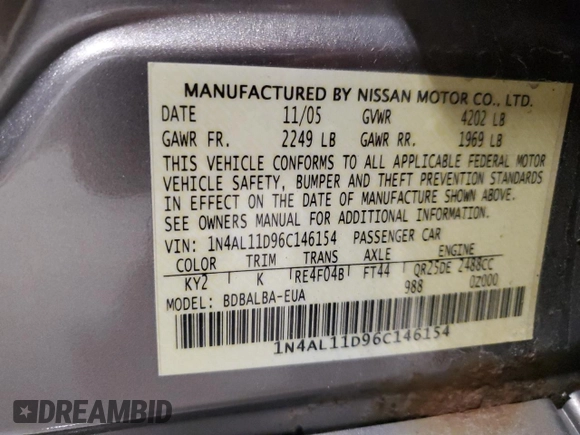 MANUFACTURED BY NISSAN MOTOR CO., LTD.
DATE 11/05 GVWR 4202 LB
GAWR FR. 2249 LB GAWR RR. 1969 LB
THIS VEHICLE CONFORMS TO ALL APPLICABLE FEDERAL MOTOR
VEHICLE SAFETY, BUMPER AND THEFT PREVENTION STANDARDS
IN EFFECT ON THE DATE OF MANUFACTURE SHOWN ABOVE.
SEE OWNERS MANUAL FOR ADDITIONAL INFORMATION
VIN: 1N4AL11D96C146154 PASSENGER CAR
COLOR TRIM TRANS AXLE ENGINE
KY2 K RE4F04B FT44 QR25DE 2488CC
MODEL: BDBALBA-EUA 988 0Z000
1N4AL11D96C146154
DREAMBID